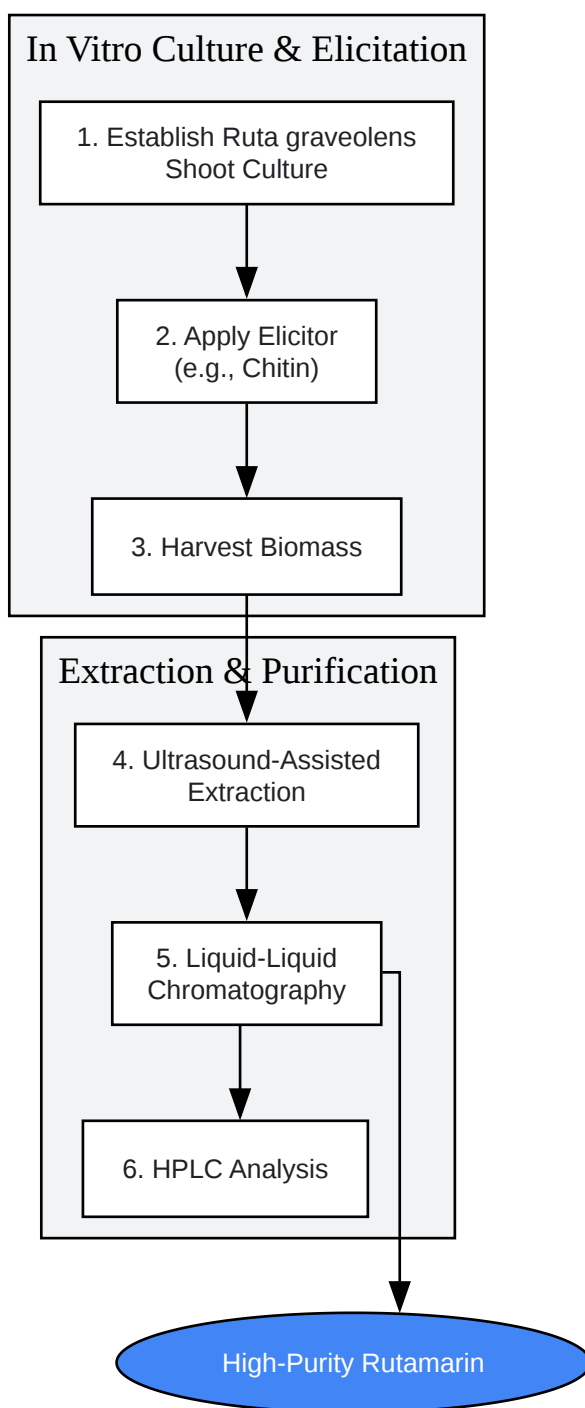 In Vitro Culture & Elicitation
1. Establish Ruta graveolens
Shoot Culture
2. Apply Elicitor
(e.g., Chitin)
3. Harvest Biomass
Extraction & Purification
4. Ultrasound-Assisted
Extraction
5. Liquid-Liquid
Chromatography
6. HPLC Analysis
High-Purity Rutamarin